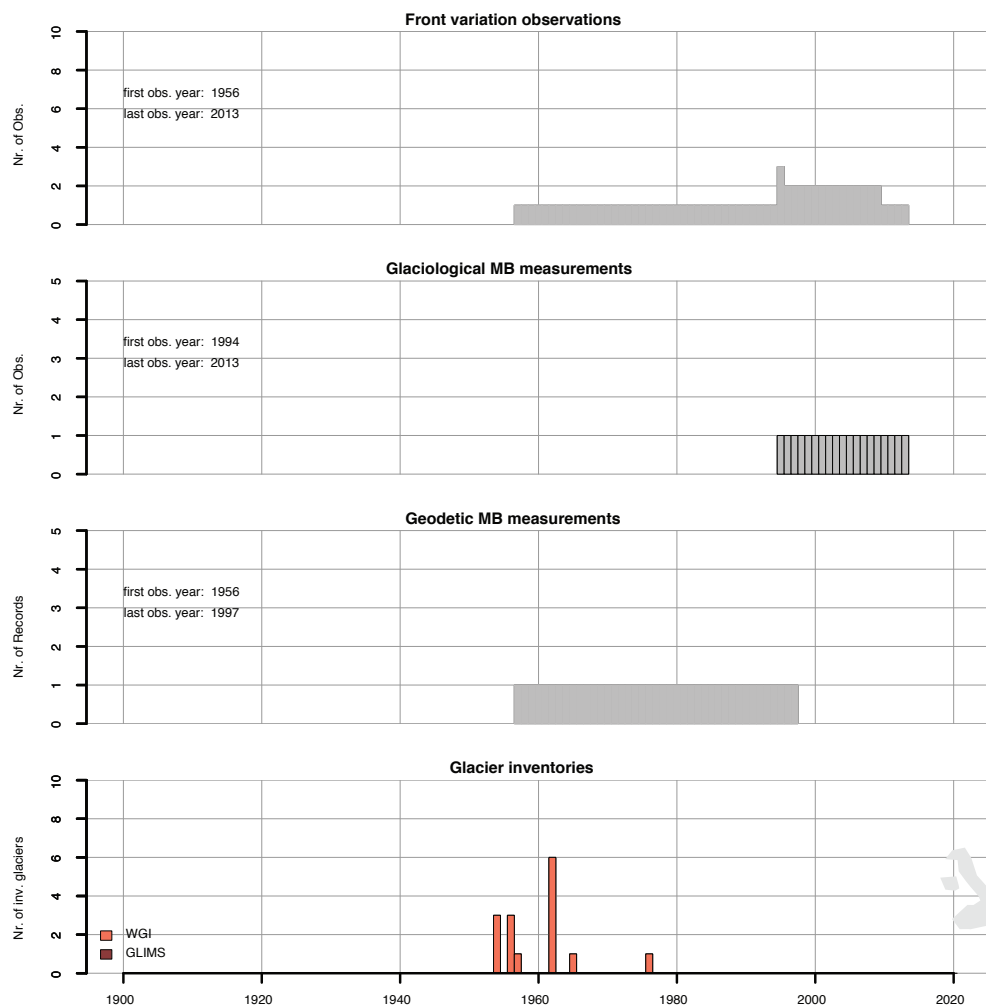 Front variation observations
10
8
6
4
2
0
Nr. of Obs.
first obs. year: 1956
last obs. year: 2013
Glaciological MB measurements
5
4
3
2
1
0
Nr. of Obs.
first obs. year: 1994
last obs. year: 2013
Geodetic MB measurements
5
4
3
2
1
0
Nr. of Records
first obs. year: 1956
last obs. year: 1997
Glacier inventories
10
8
6
4
2
0
Nr. of inv. glaciers
WGI
GLIMS
1900 1920 1940 1960 1980 2000 2020